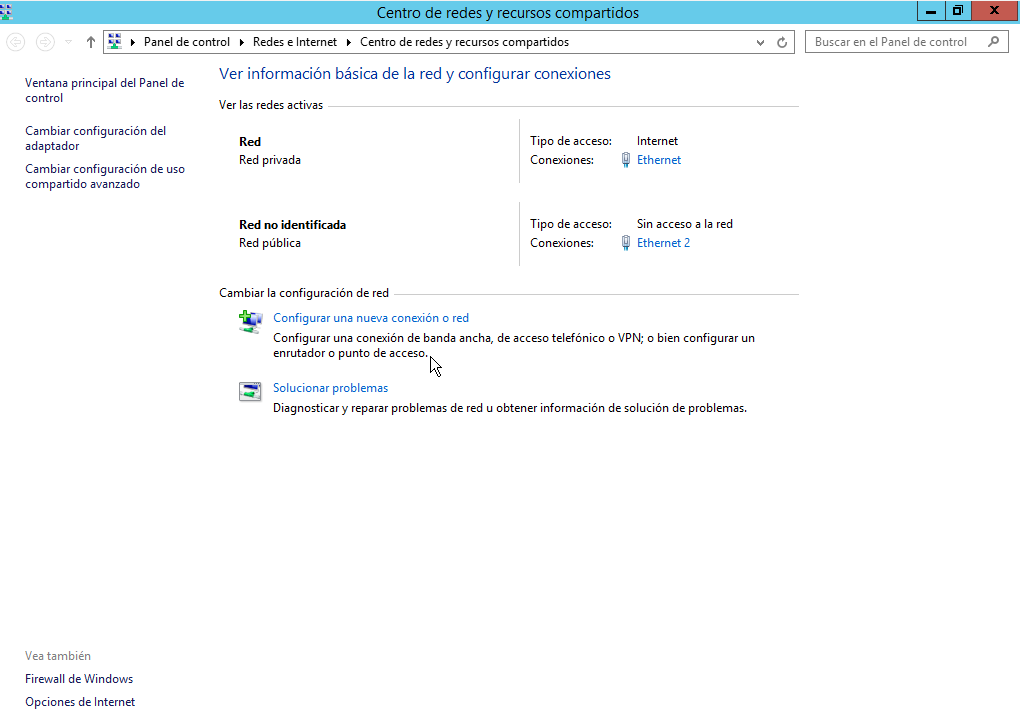 Centro de redes y recursos compartidos
Panel de control Redes e Internet Centro de redes y recursos compartidos
Buscar en el Panel de control
Ventana principal del Panel de
control
Cambiar configuración del
adaptador
Cambiar configuración de uso
compartido avanzado
Ver información básica de la red y configurar conexiones
Ver las redes activas
Red
Red privada
Tipo de acceso: Internet
Conexiones: Ethernet
Red no identificada
Red pública
Tipo de acceso: Sin acceso a la red
Conexiones: Ethernet 2
Cambiar la configuración de red
Configurar una nueva conexión o red
Configurar una conexión de banda ancha, de acceso telefónico o VPN; o bien configurar un
enrutador o punto de acceso.
Solucionar problemas
Diagnosticar y reparar problemas de red u obtener información de solución de problemas.
Vea también
Firewall de Windows
Opciones de Internet